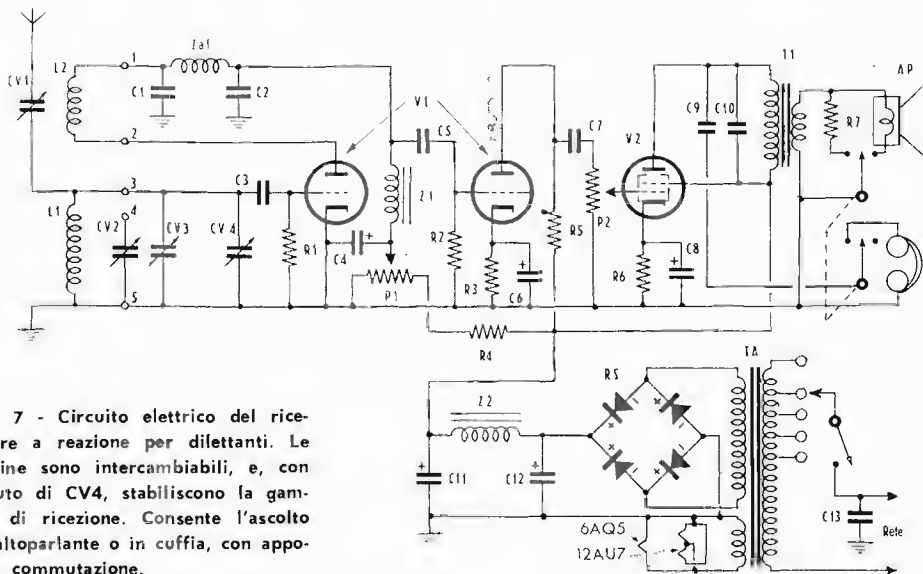 1
Za1
T1
AP
L2
CV1
C1
C2
V1
C9
C10
R7
2
C5
C7
V2
3
C3
Z1
P2
L1
4
CV2
CV3
CV4
R1
C4
R2
R5
R3
C6
R6
C8
5
P1
R4
RS
TA
Z2
C11
C12
C13
Rete
6AQ5
12AU7
7 - Circuito elettrico del rice-
re a reazione per dilettanti. Le
ine sono intercambiabili, e, con
uto di CV4, stabiliscono la gam-
di ricezione. Consente l'ascolto
altoparlante o in cuffia, con appo-
commutazione.